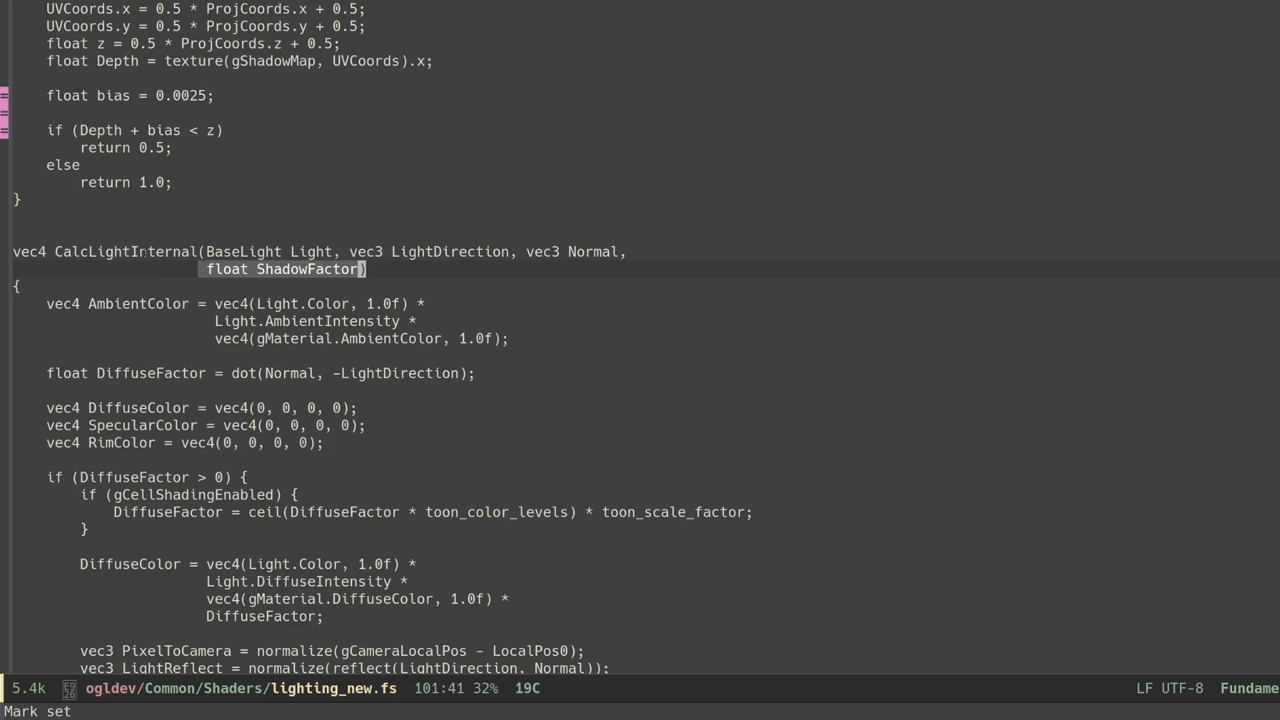 UVCoords.x = 0.5 * ProjCoords.x + 0.5;
UVCoords.y = 0.5 * ProjCoords.y + 0.5;
float z = 0.5 * ProjCoords.z + 0.5;
float Depth = texture(gShadowMap, UVCoords).x;
float bias = 0.0025;
if (Depth + bias < z)
return 0.5;
else
return 1.0;
}
vec4 CalcLightInternal(BaseLight Light, vec3 LightDirection, vec3 Normal,
float ShadowFactor)
{
vec4 AmbientColor = vec4(Light.Color, 1.0f) *
Light.AmbientIntensity *
vec4(gMaterial.AmbientColor, 1.0f);
float DiffuseFactor = dot(Normal, -LightDirection);
vec4 DiffuseColor = vec4(0, 0, 0, 0);
vec4 SpecularColor = vec4(0, 0, 0, 0);
vec4 RimColor = vec4(0, 0, 0, 0);
if (DiffuseFactor > 0) {
if (gCellShadingEnabled) {
DiffuseFactor = ceil(DiffuseFactor * toon_color_levels) * toon_scale_factor;
}
DiffuseColor = vec4(Light.Color, 1.0f) *
Light.DiffuseIntensity *
vec4(gMaterial.DiffuseColor, 1.0f) *
DiffuseFactor;
vec3 PixelToCamera = normalize(gCameraLocalPos - LocalPos0);
vec3 LightReflect = normalize(reflect(LightDirection, Normal));
5.4k ogldev/Common/Shaders/lighting_new.fs 101:41 32% 19C LF UTF-8 Fundame
Mark set